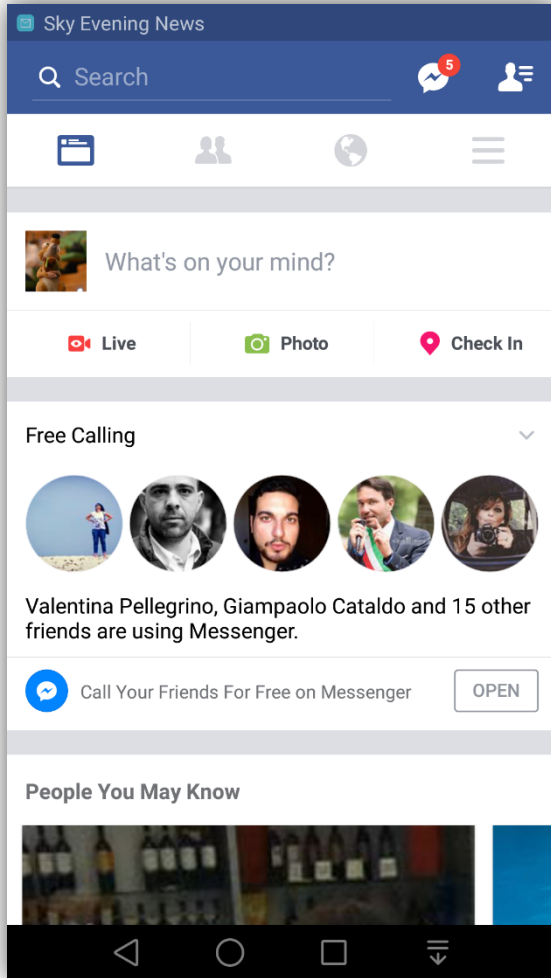 Sky Evening News
Search
5
What's on your mind?
Live
Photo
Check In
Free Calling
Valentina Pellegrino, Giampaolo Cataldo and 15 other
friends are using Messenger.
Call Your Friends For Free on Messenger
OPEN
People You May Know